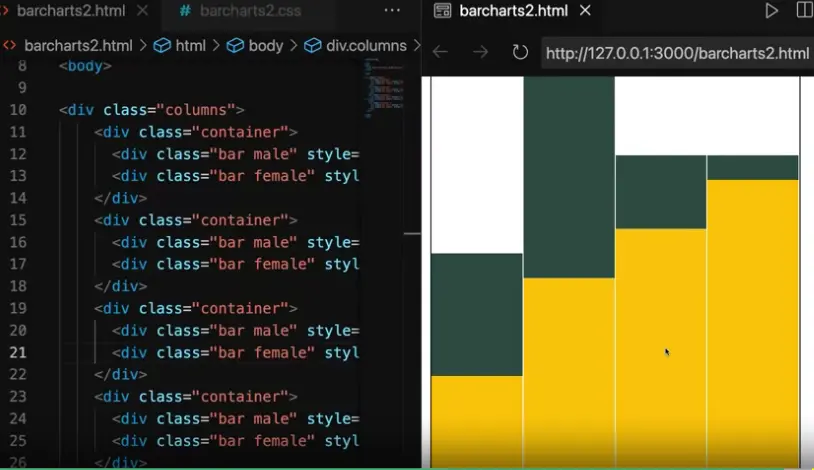 barcharts2.html
barcharts2.css
...
barcharts2.html > html > body > div.columns >
8 <body>
9
10 <div class="columns">
11 <div class="container">
12 <div class="bar male" style=
13 <div class="bar female" styl
14 </div>
15 <div class="container">
16 <div class="bar male" style=
17 <div class="bar female" styl
18 </div>
19 <div class="container">
20 <div class="bar male" style=
21 <div class="bar female" styl
22 </div>
23 <div class="container">
24 <div class="bar male" style=
25 <div class="bar female" styl
26 </div>
barcharts2.html
http://127.0.0.1:3000/barcharts2.html